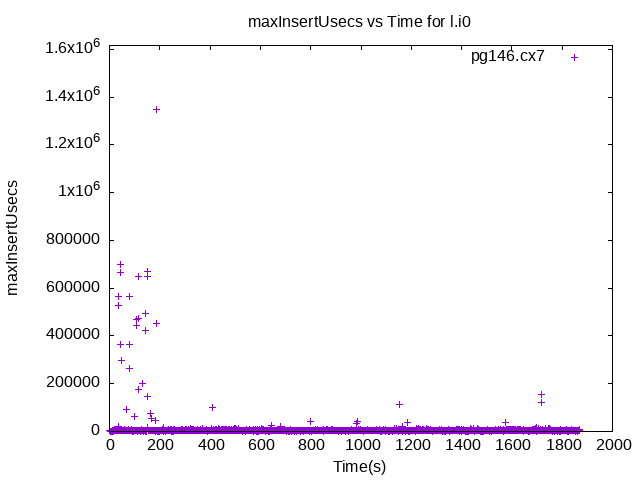 maxInsertUsecs vs Time for l.i0
pg146.cx7
1.6x10^6
1.4x10^6
1.2x10^6
1x10^6
800000
600000
400000
200000
0
maxInsertUsecs
0 200 400 600 800 1000 1200 1400 1600 1800 2000
Time(s)